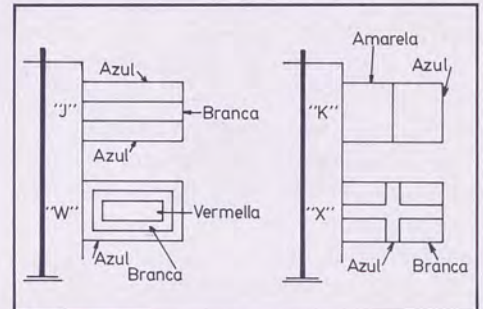 Azul
"J"
Branca
Azul
"W"
Vermella
Azul
Branca
Amarela
Azul
"K"
"X"
Azul
Branca